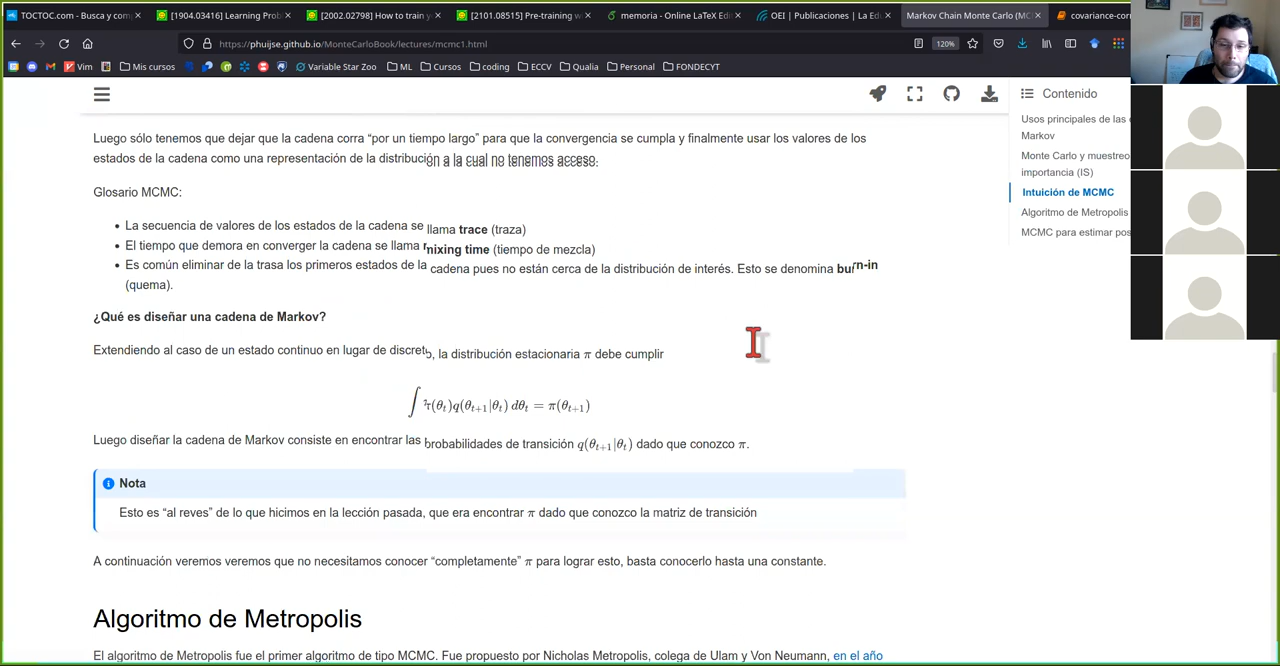 TOCTOC.com - Busca y comp
[1904.03416] Learning Prob
[2002.02798] How to train y
[2101.08515] Pre-training w
memoria - Online LaTeX Edi
OEI | Publicaciones | La Edi
Markov Chain Monte Carlo (MC
covariance-corr
https://phuijse.github.io/MonteCarloBook/lectures/mcmc1.html
120%
Vim
Mis cursos
Variable Star Zoo
ML
Cursos
coding
ECCV
Qualia
Personal
FONDECYT
Contenido
Usos principales de las
Markov
Monte Carlo y muestreo
importancia (IS)
Intuición de MCMC
Algoritmo de Metropolis
MCMC para estimar pos
Luego sólo tenemos que dejar que la cadena corra “por un tiempo largo” para que la convergencia se cumpla y finalmente usar los valores de los
estados de la cadena como una representación de la distribución a la cual no tenemos acceso.
Glosario MCMC:
• La secuencia de valores de los estados de la cadena se llama trace (traza)
• El tiempo que demora en converger la cadena se llama mixing time (tiempo de mezcla)
• Es común eliminar de la trasa los primeros estados de la cadena pues no están cerca de la distribución de interés. Esto se denomina burn-in
(quema).
¿Qué es diseñar una cadena de Markov?
Extendiendo al caso de un estado continuo en lugar de discreto, la distribución estacionaria π debe cumplir
∫ π(θ_t)q(θ_{t+1}|θ_t) dθ_t = π(θ_{t+1})
Luego diseñar la cadena de Markov consiste en encontrar las probabilidades de transición q(θ_{t+1}|θ_t) dado que conozco π.
Nota
Esto es “al reves” de lo que hicimos en la lección pasada, que era encontrar π dado que conozco la matriz de transición
A continuación veremos veremos que no necesitamos conocer “completamente” π para lograr esto, basta conocerlo hasta una constante.
Algoritmo de Metropolis
El algoritmo de Metropolis fue el primer algoritmo de tipo MCMC. Fue propuesto por Nicholas Metropolis, colega de Ulam y Von Neumann, en el año